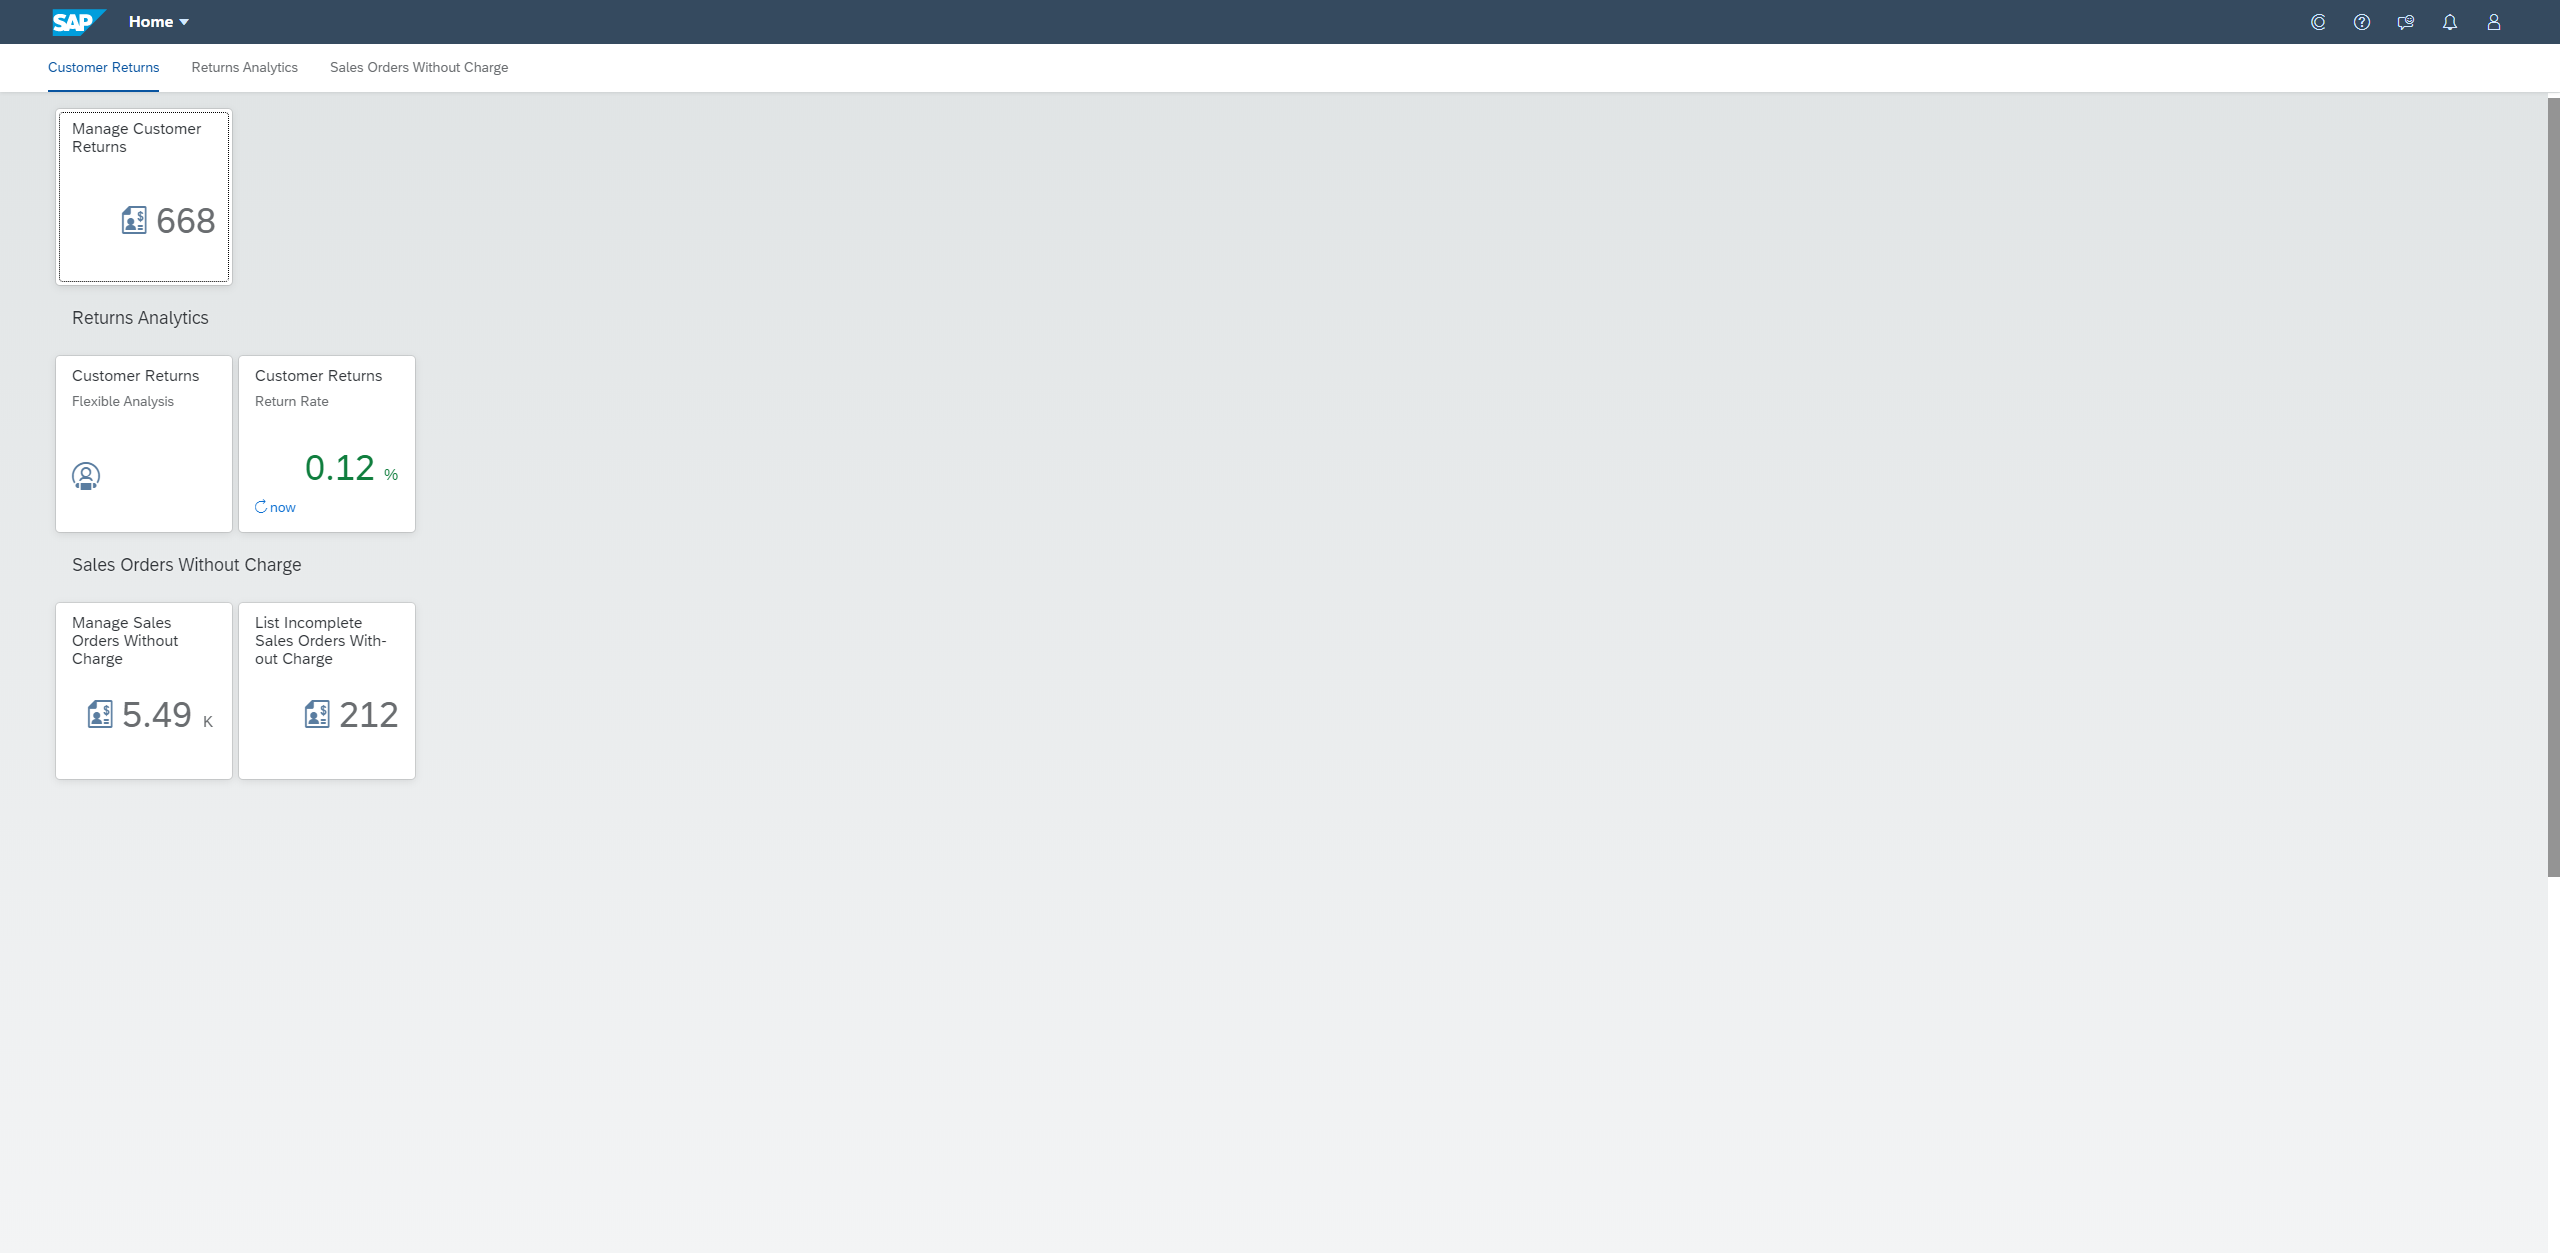 SAP Home
Customer Returns Returns Analytics Sales Orders Without Charge
Manage Customer
Returns
668
Returns Analytics
Customer Returns
Flexible Analysis
Customer Returns
Return Rate
0.12 %
now
Sales Orders Without Charge
Manage Sales
Orders Without
Charge
5.49 K
List Incomplete
Sales Orders With-
out Charge
212